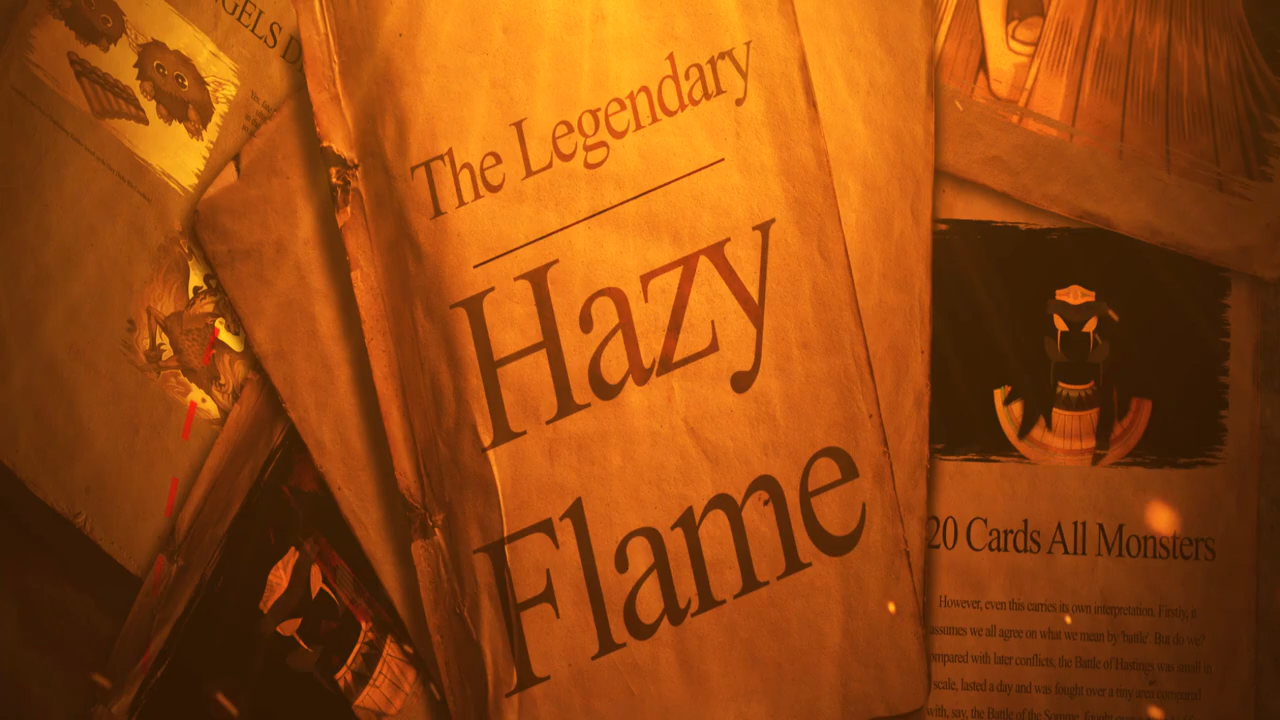 The Legendary
Hazy
Flame
20 Cards All Monsters
However, even this carries its own interpretation. Firstly, it
assumes we all agree on what we mean by 'battle'. But do we?
compared with later conflicts, the Battle of Hastings was small in
scale, lasted a day and was fought over a tiny area compared
with, say, the Battle of the Somme